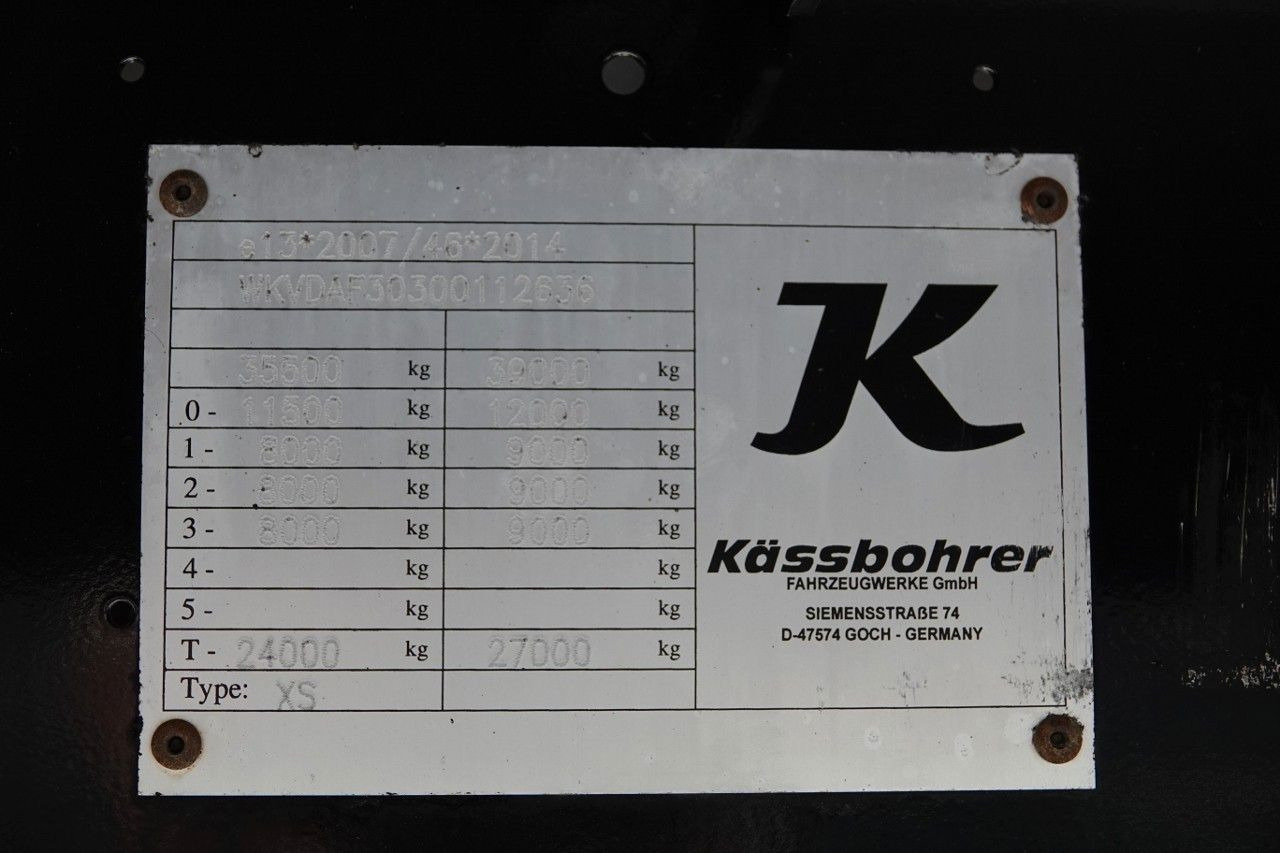 e13*2007/46*2014
WKVDAF30300112636
35500 kg 39000 kg
0- 11500 kg 12000 kg
1- 8000 kg 9000 kg
2- 8000 kg 9000 kg
3- 8000 kg 9000 kg
4- kg kg
5- kg kg
T- 24000 kg 27000 kg
Type: XS
K
Kässbohrer
FAHRZEUGWERKE GmbH
SIEMENSSTRAßE 74
D-47574 GOCH - GERMANY